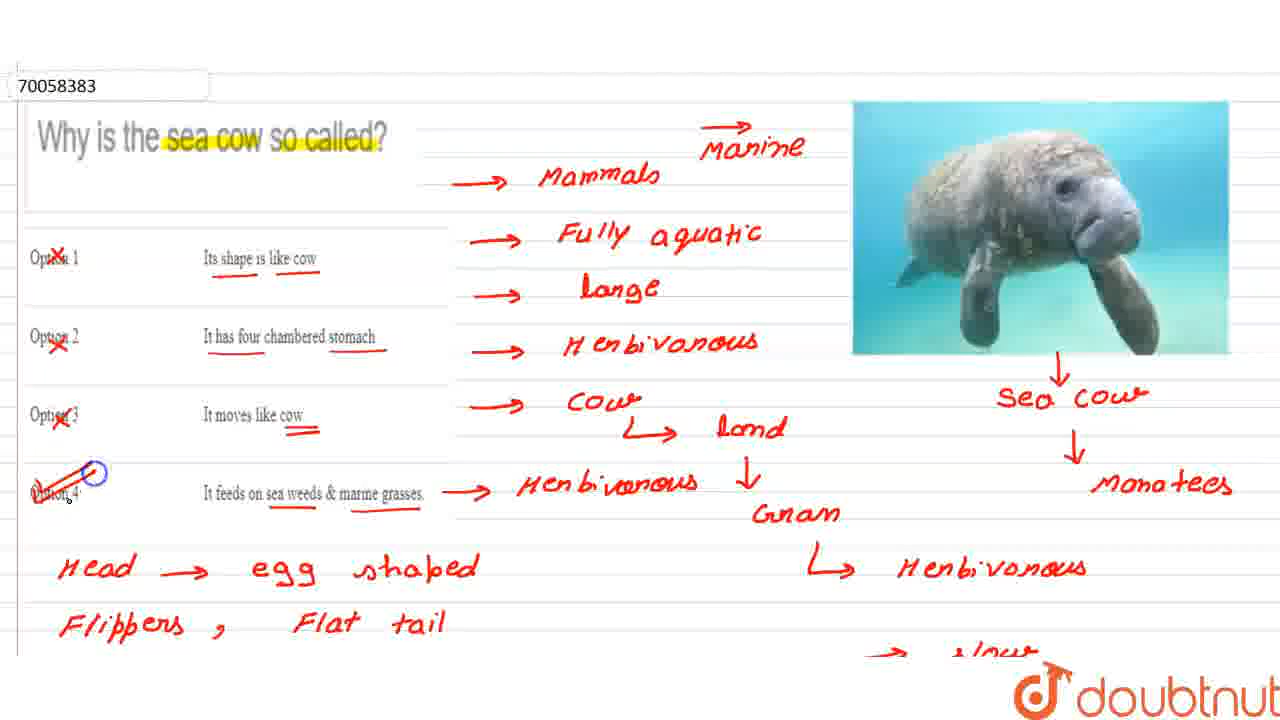 70058383
Why is the sea cow so called?
Marine
→ Mammals
Option 1 Its shape is like cow
→ Fully aquatic
→ Large
Option 2 It has four chambered stomach
→ Herbivorous
Option 3 It moves like cow
→ Cow
↳ Land
Sea Cow
Manatees
Option 4 It feeds on sea weeds & marine grasses.
→ Herbivorous
Gram
↳ Herbivorous
Head → egg shaped
Flippers, Flat tail
→ slow
doubtnut